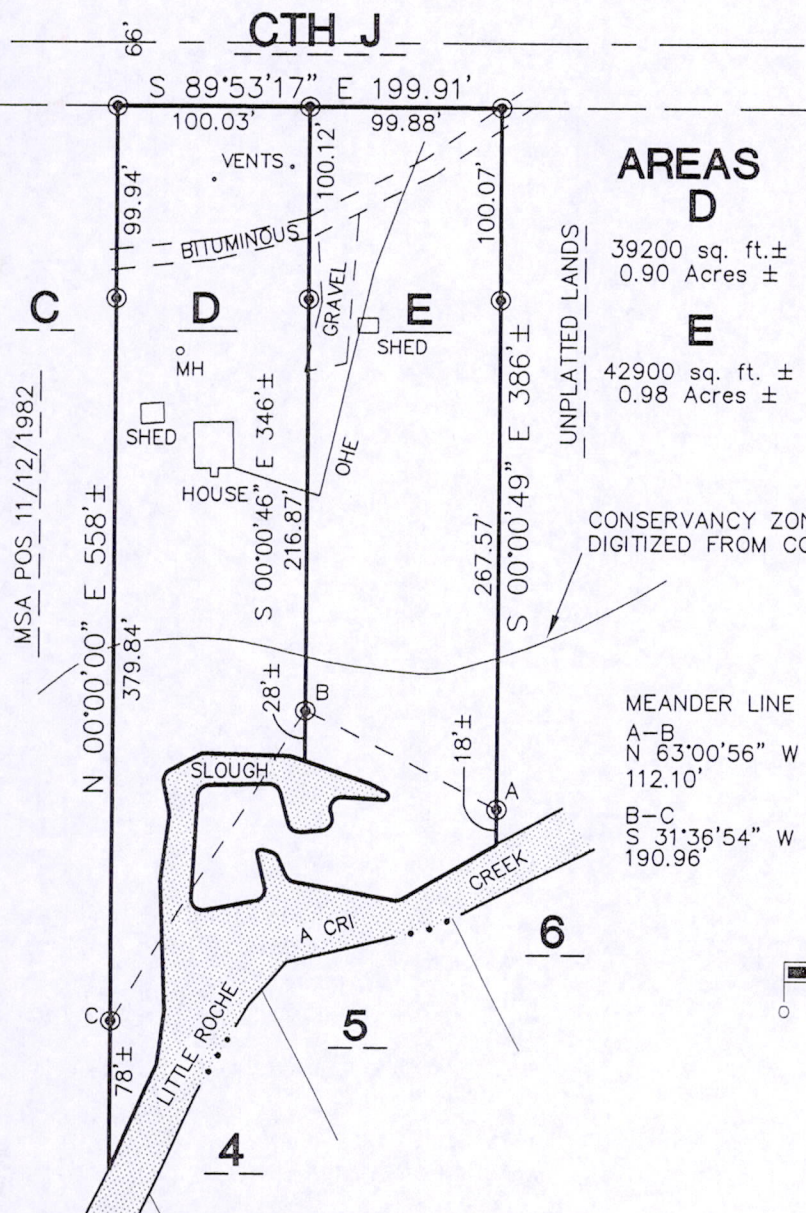 CTH J
66'
S 89°53'17" E 199.91'
100.03'
99.88'
99.94'
VENTS
100.12'
100.07'
BITUMINOUS
GRAVEL
UNPLATTED LANDS
AREAS
D
39200 sq. ft.±
0.90 Acres ±
E
42900 sq. ft. ±
0.98 Acres ±
C
D
E
SHED
MH
SHED
HOUSE
OHE
MSA POS 11/12/1982
N 00°00'00" E 558'±
379.84'
S 00°00'46" E 346'±
216.87'
S 00°00'49" E 386'±
267.57'
CONSERVANCY ZON
DIGITIZED FROM CO
28'±
B
18'±
A
SLOUGH
MEANDER LINE
A-B
N 63°00'56" W
112.10'
B-C
S 31°36'54" W
190.96'
LITTLE ROCHE A CRI CREEK
C
78'±
6
5
4
0